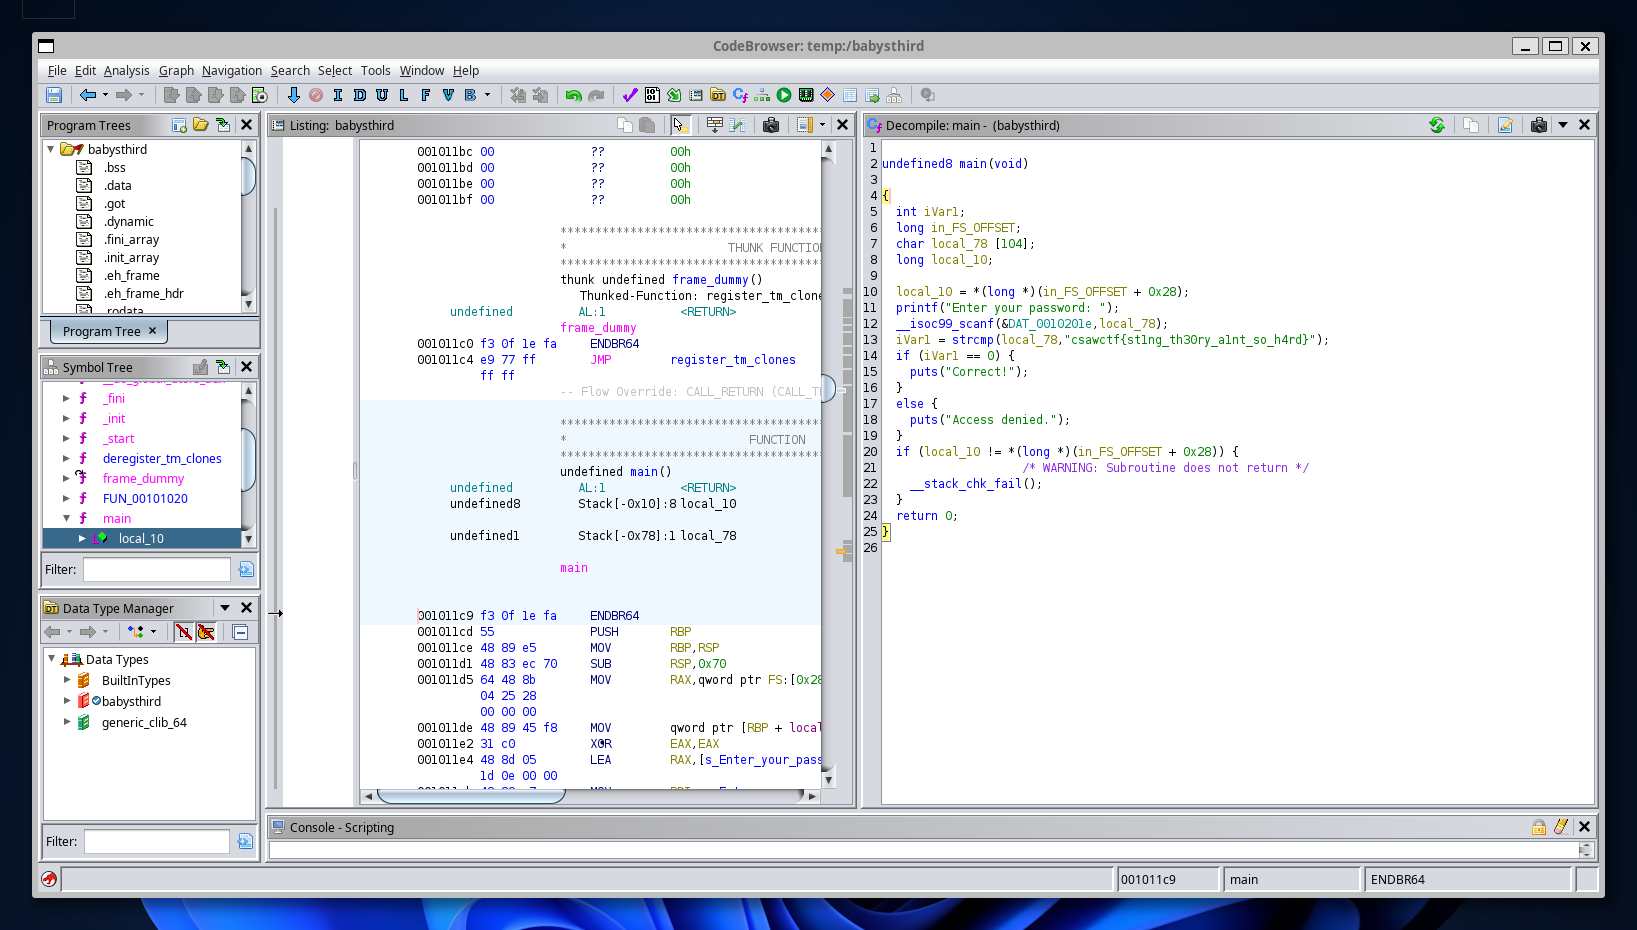 CodeBrowser: temp:/babysthird
File Edit Analysis Graph Navigation Search Select Tools Window Help
I D U L F V B
Program Trees
babysthird
.bss
.data
.got
.dynamic
.fini_array
.init_array
.eh_frame
.eh_frame_hdr
.rodata
Program Tree ×
Symbol Tree
_fini
_init
_start
deregister_tm_clones
frame_dummy
FUN_00101020
main
local_10
Filter:
Data Type Manager
Data Types
BuiltInTypes
babysthird
generic_clib_64
Filter:
Listing: babysthird
001011bc 00 ?? 00h
001011bd 00 ?? 00h
001011be 00 ?? 00h
001011bf 00 ?? 00h
*************************************
* THUNK FUNCTIO
*************************************
thunk undefined frame_dummy()
Thunked-Function: register_tm_clone
undefined AL:1 <RETURN>
frame_dummy
001011c0 f3 0f 1e fa ENDBR64
001011c4 e9 77 ff JMP register_tm_clones
ff ff
-- Flow Override: CALL_RETURN (CALL_T
*************************************
* FUNCTION
*************************************
undefined main()
undefined AL:1 <RETURN>
undefined8 Stack[-0x10]:8 local_10
undefined1 Stack[-0x78]:1 local_78
main
001011c9 f3 0f 1e fa ENDBR64
001011cd 55 PUSH RBP
001011ce 48 89 e5 MOV RBP,RSP
001011d1 48 83 ec 70 SUB RSP,0x70
001011d5 64 48 8b MOV RAX,qword ptr FS:[0x28
04 25 28
00 00 00
001011de 48 89 45 f8 MOV qword ptr [RBP + local
001011e2 31 c0 XOR EAX,EAX
001011e4 48 8d 05 LEA RAX,[s_Enter_your_pass
1d 0e 00 00
Decompile: main - (babysthird)
1
2 undefined8 main(void)
3
4 {
5 int iVar1;
6 long in_FS_OFFSET;
7 char local_78 [104];
8 long local_10;
9
10 local_10 = *(long *)(in_FS_OFFSET + 0x28);
11 printf("Enter your password: ");
12 __isoc99_scanf(&DAT_0010201e,local_78);
13 iVar1 = strcmp(local_78,"csawctf{st1ng_th30ry_a1nt_so_h4rd}");
14 if (iVar1 == 0) {
15 puts("Correct!");
16 }
17 else {
18 puts("Access denied.");
19 }
20 if (local_10 != *(long *)(in_FS_OFFSET + 0x28)) {
21 /* WARNING: Subroutine does not return */
22 __stack_chk_fail();
23 }
24 return 0;
25 }
26
Console - Scripting
001011c9
main
ENDBR64